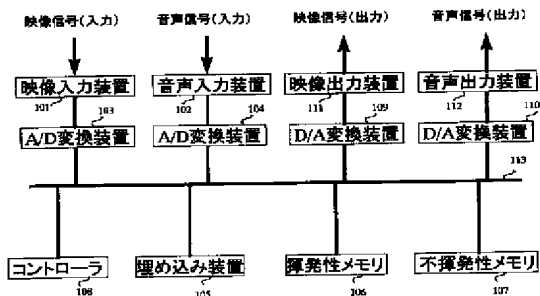 映像信号(入力) 音声信号(入力) 映像信号(出力) 音声信号(出力)
映像入力装置 音声入力装置 映像出力装置 音声出力装置
101 103 102 104 111 109 112 110
A/D変換装置 A/D変換装置 D/A変換装置 D/A変換装置
113
コントローラ 埋め込み装置 揮発性メモリ 不揮発性メモリ
108 105 106 107